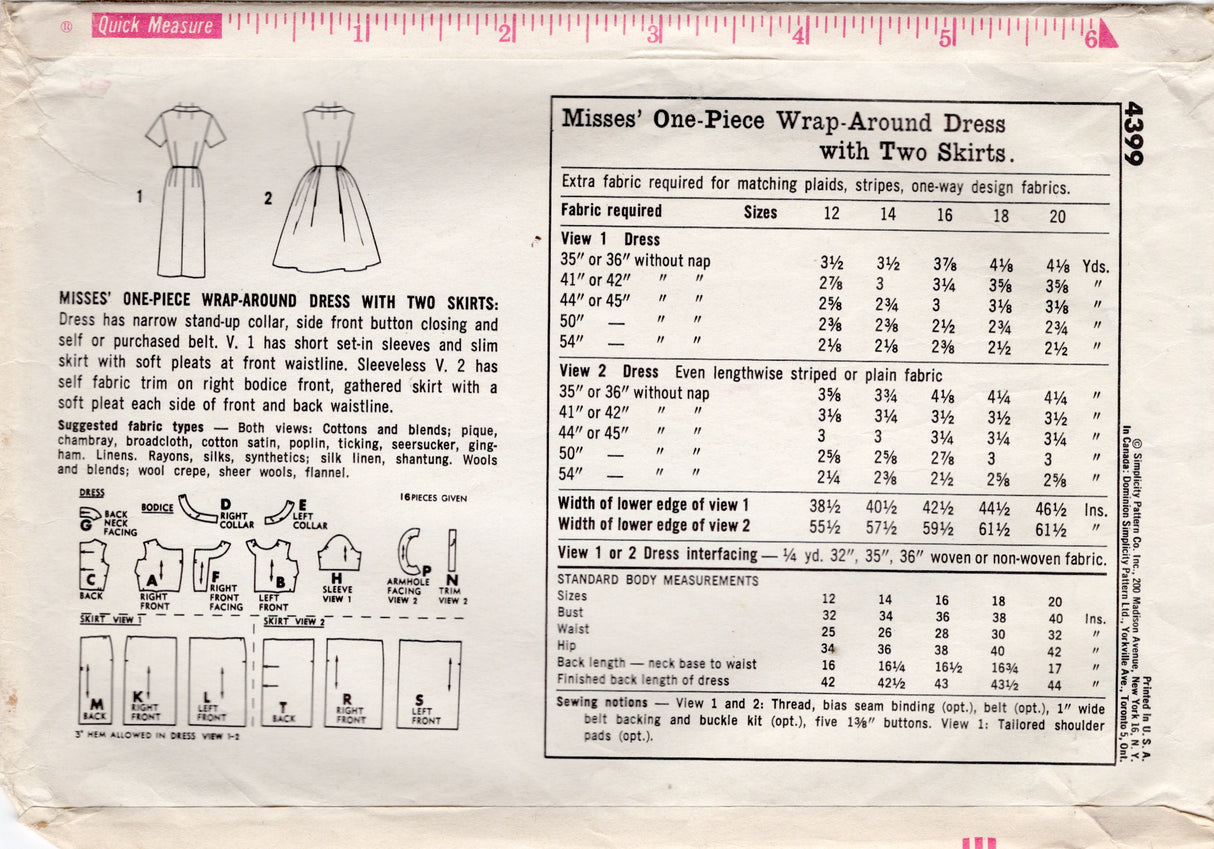 ® Quick Measure 1 2 3 4 5 6
1
2
MISSES' ONE-PIECE WRAP-AROUND DRESS WITH TWO SKIRTS:
Dress has narrow stand-up collar, side front button closing and
self or purchased belt. V. 1 has short set-in sleeves and slim
skirt with soft pleats at front waistline. Sleeveless V. 2 has
self fabric trim on right bodice front, gathered skirt with a
soft pleat each side of front and back waistline.
Suggested fabric types — Both views: Cottons and blends; pique,
chambray, broadcloth, cotton satin, poplin, ticking, seersucker, ging-
ham. Linens. Rayons, silks, synthetics; silk linen, shantung. Wools
and blends; wool crepe, sheer wools, flannel.
DRESS
16 PIECES GIVEN
BODICE
G BACK NECK FACING
D RIGHT COLLAR
E LEFT COLLAR
C BACK
A RIGHT FRONT
F RIGHT FRONT FACING
B LEFT FRONT
H SLEEVE VIEW 1
P ARMHOLE FACING VIEW 2
N TRIM VIEW 2
SKIRT VIEW 1
SKIRT VIEW 2
M BACK
K RIGHT FRONT
L LEFT FRONT
T BACK
R RIGHT FRONT
S LEFT FRONT
3" HEM ALLOWED IN DRESS VIEW 1-2
Misses' One-Piece Wrap-Around Dress
with Two Skirts.
Extra fabric required for matching plaids, stripes, one-way design fabrics.
Fabric required Sizes 12 14 16 18 20
View 1 Dress
35" or 36" without nap 3½ 3½ 3⅞ 4⅛ 4⅛ Yds.
41" or 42" " " 2⅞ 3 3¼ 3⅝ 3⅝ "
44" or 45" " " 2⅝ 2¾ 3 3⅛ 3⅛ "
50" — " " 2⅜ 2⅜ 2½ 2¾ 2¾ "
54" — " " 2⅛ 2⅛ 2⅜ 2½ 2½ "
View 2 Dress Even lengthwise striped or plain fabric
35" or 36" without nap 3⅝ 3¾ 4⅛ 4¼ 4¼ "
41" or 42" " " 3⅛ 3¼ 3½ 3½ 3½ "
44" or 45" " " 3 3 3¼ 3¼ 3¼ "
50" — " " 2⅝ 2⅝ 2⅞ 3 3 "
54" — " " 2¼ 2⅜ 2½ 2⅝ 2⅝ "
Width of lower edge of view 1 38½ 40½ 42½ 44½ 46½ Ins.
Width of lower edge of view 2 55½ 57½ 59½ 61½ 61½ "
View 1 or 2 Dress interfacing — ¼ yd. 32", 35", 36" woven or non-woven fabric.
STANDARD BODY MEASUREMENTS
Sizes 12 14 16 18 20
Bust 32 34 36 38 40 Ins.
Waist 25 26 28 30 32 "
Hip 34 36 38 40 42 "
Back length — neck base to waist 16 16¼ 16½ 16¾ 17 "
Finished back length of dress 42 42½ 43 43½ 44 "
Sewing notions — View 1 and 2: Thread, bias seam binding (opt.), belt (opt.), 1" wide
belt backing and buckle kit (opt.), five 1⅜" buttons. View 1: Tailored shoulder
pads (opt.).
4399
Printed in U. S. A.
© Simplicity Pattern Co. Inc., 200 Madison Avenue, New York 16, N. Y.
In Canada: Dominion Simplicity Pattern Ltd., Yorkville Ave., Toronto 5, Ont.